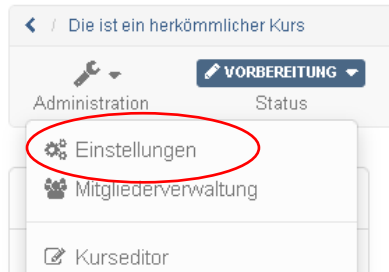 / Die ist ein herkömmlicher Kurs
Administration
VORBEREITUNG
Status
Einstellungen
Mitgliederverwaltung
Kurseditor